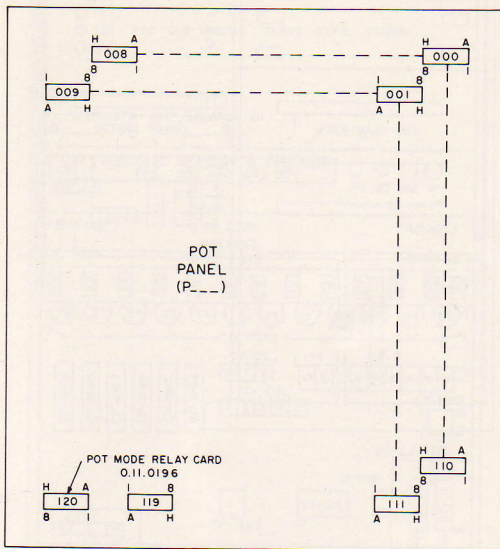 H A H A
008 000
8 I 8 I
I 8 I 8
009 001
A H A H
POT
PANEL
(P___)
POT MODE RELAY CARD
0.11.0196
H A
110
8 I
H A I 8 I 8
120 119 111
8 I A H A H